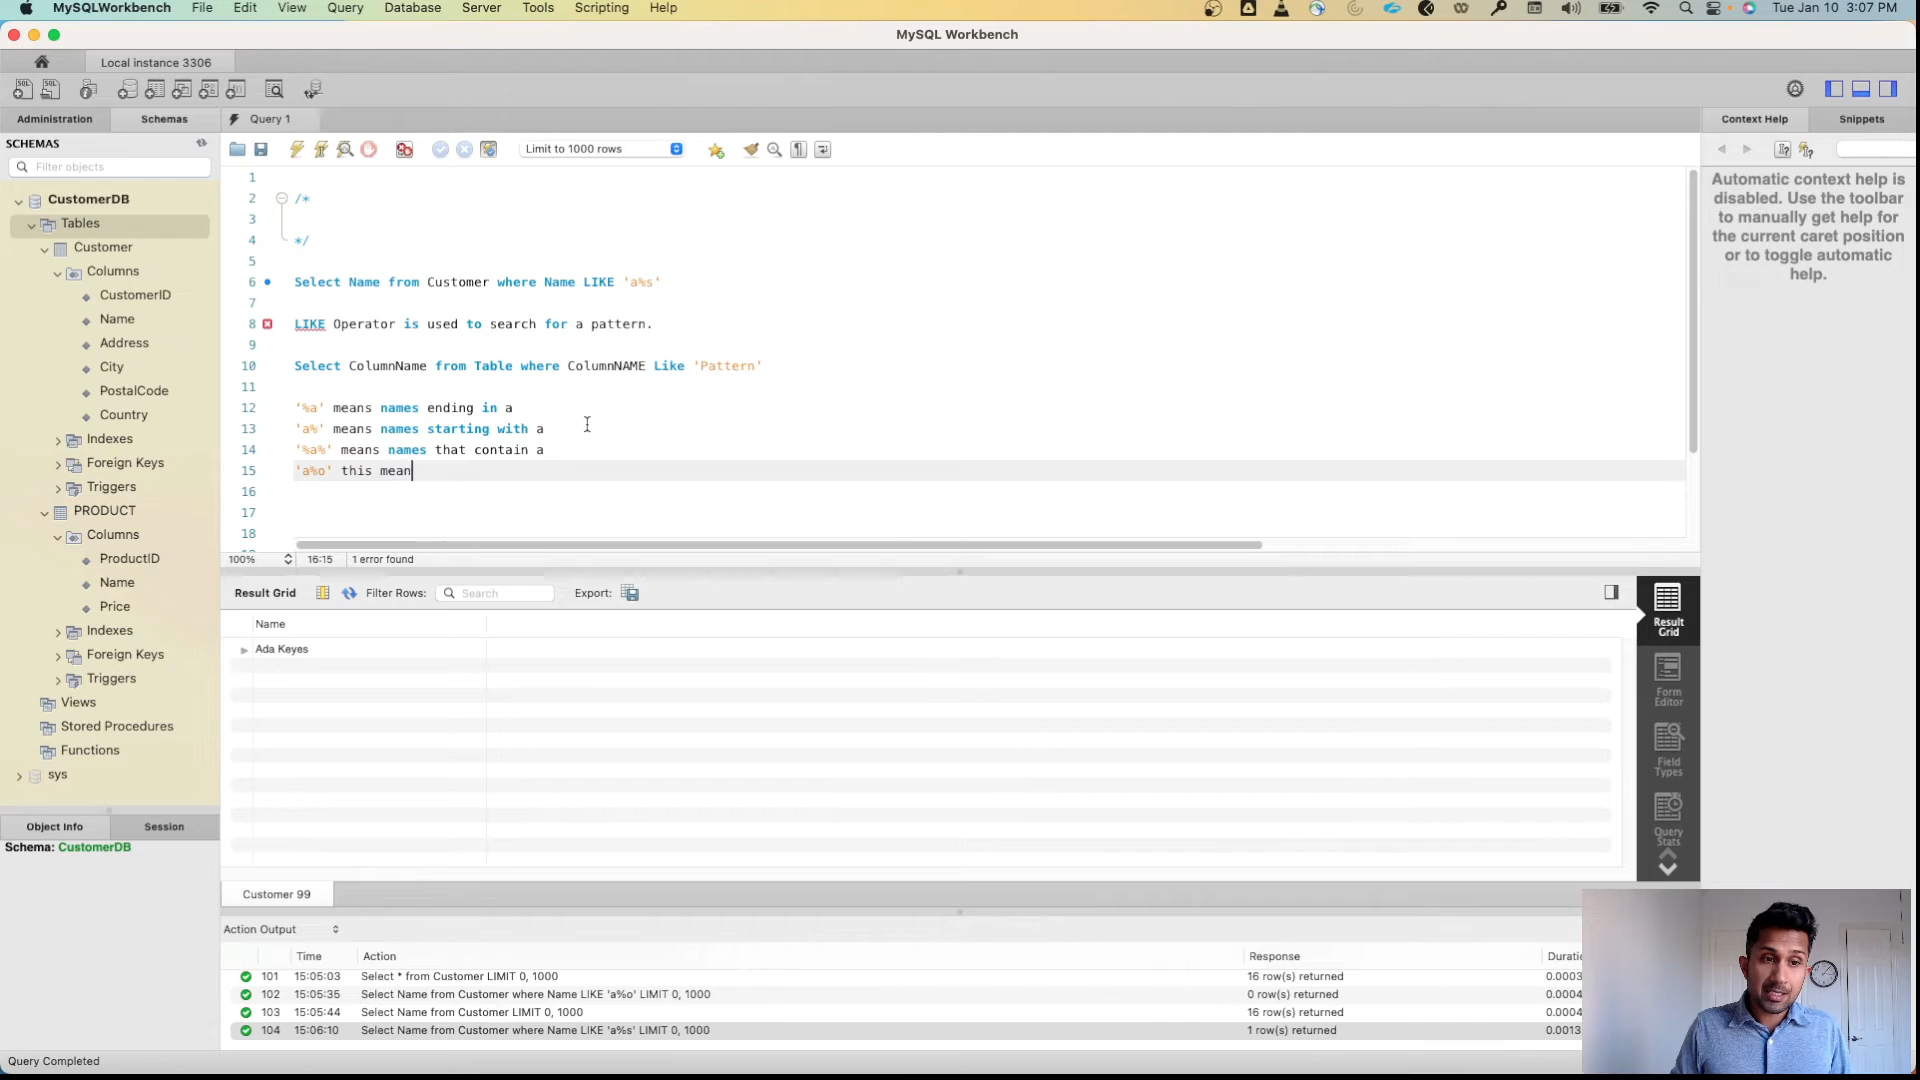 MySQLWorkbench File Edit View Query Database Server Tools Scripting Help Tue Jan 10 3:07 PM
MySQL Workbench
Local instance 3306
Administration Schemas Query 1 Context Help Snippets
SCHEMAS
Filter objects
Limit to 1000 rows
CustomerDB
Tables
Customer
Columns
CustomerID
Name
Address
City
PostalCode
Country
Indexes
Foreign Keys
Triggers
PRODUCT
Columns
ProductID
Name
Price
Indexes
Foreign Keys
Triggers
Views
Stored Procedures
Functions
sys
Object Info Session
Schema: CustomerDB
1
2 /*
3
4 */
5
6 Select Name from Customer where Name LIKE 'a%s'
7
8 LIKE Operator is used to search for a pattern.
9
10 Select ColumnName from Table where ColumnNAME Like 'Pattern'
11
12 '%a' means names ending in a
13 'a%' means names starting with a
14 '%a%' means names that contain a
15 'a%o' this mean
16
17
18
100% 16:15 1 error found
Automatic context help is
disabled. Use the toolbar
to manually get help for
the current caret position
or to toggle automatic
help.
Result Grid Filter Rows: Search Export:
Name
Ada Keyes
Result
Grid
Form
Editor
Field
Types
Query
Stats
Customer 99
Action Output
Time Action Response Duratio
101 15:05:03 Select * from Customer LIMIT 0, 1000 16 row(s) returned 0.0003
102 15:05:35 Select Name from Customer where Name LIKE 'a%o' LIMIT 0, 1000 0 row(s) returned 0.0004
103 15:05:44 Select Name from Customer LIMIT 0, 1000 16 row(s) returned 0.0004
104 15:06:10 Select Name from Customer where Name LIKE 'a%s' LIMIT 0, 1000 1 row(s) returned 0.0013
Query Completed